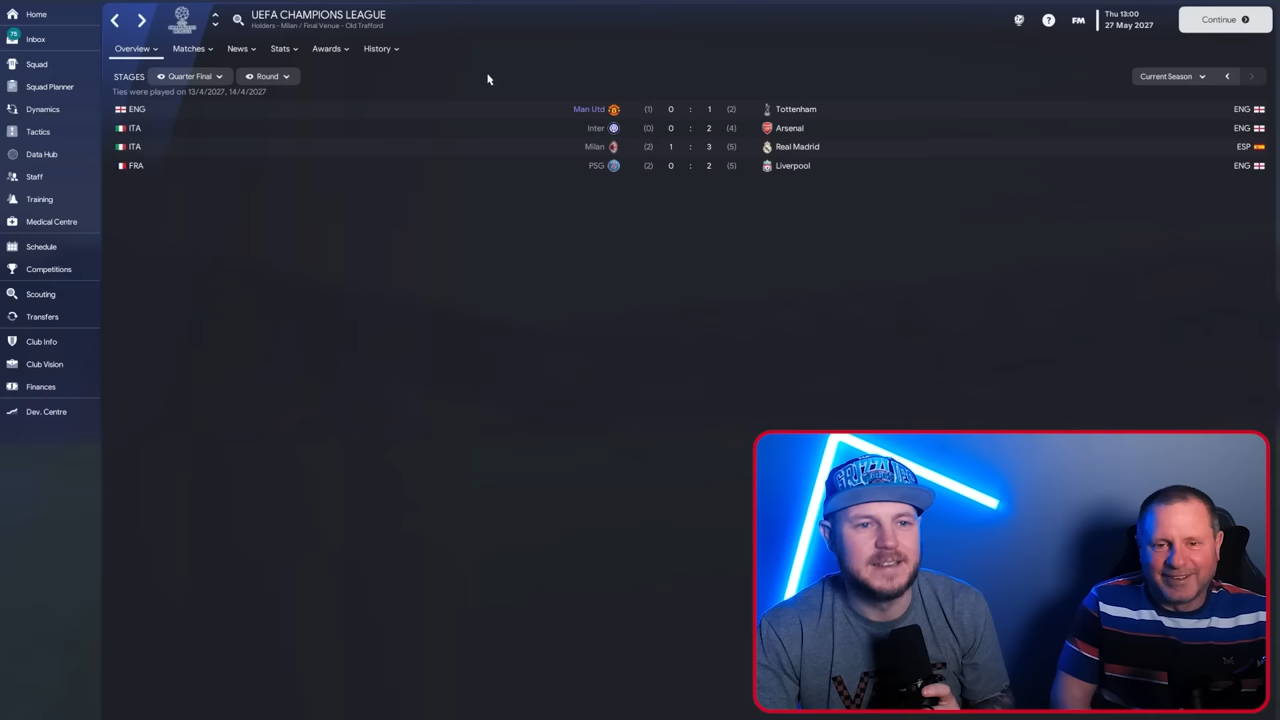 Home
75
Inbox
Squad
Squad Planner
Dynamics
Tactics
Data Hub
Staff
Training
Medical Centre
Schedule
Competitions
Scouting
Transfers
Club Info
Club Vision
Finances
Dev. Centre
UEFA CHAMPIONS LEAGUE
Holders - Milan / Final Venue - Old Trafford
FM
Thu 13:00
27 May 2027
Continue
Overview Matches News Stats Awards History
STAGES Quarter Final Round Current Season
Ties were played on 13/4/2027, 14/4/2027
ENG Man Utd (1) 0 : 1 (2) Tottenham ENG
ITA Inter (0) 0 : 2 (4) Arsenal ENG
ITA Milan (2) 1 : 3 (5) Real Madrid ESP
FRA PSG (2) 0 : 2 (5) Liverpool ENG
GRIZZLIES